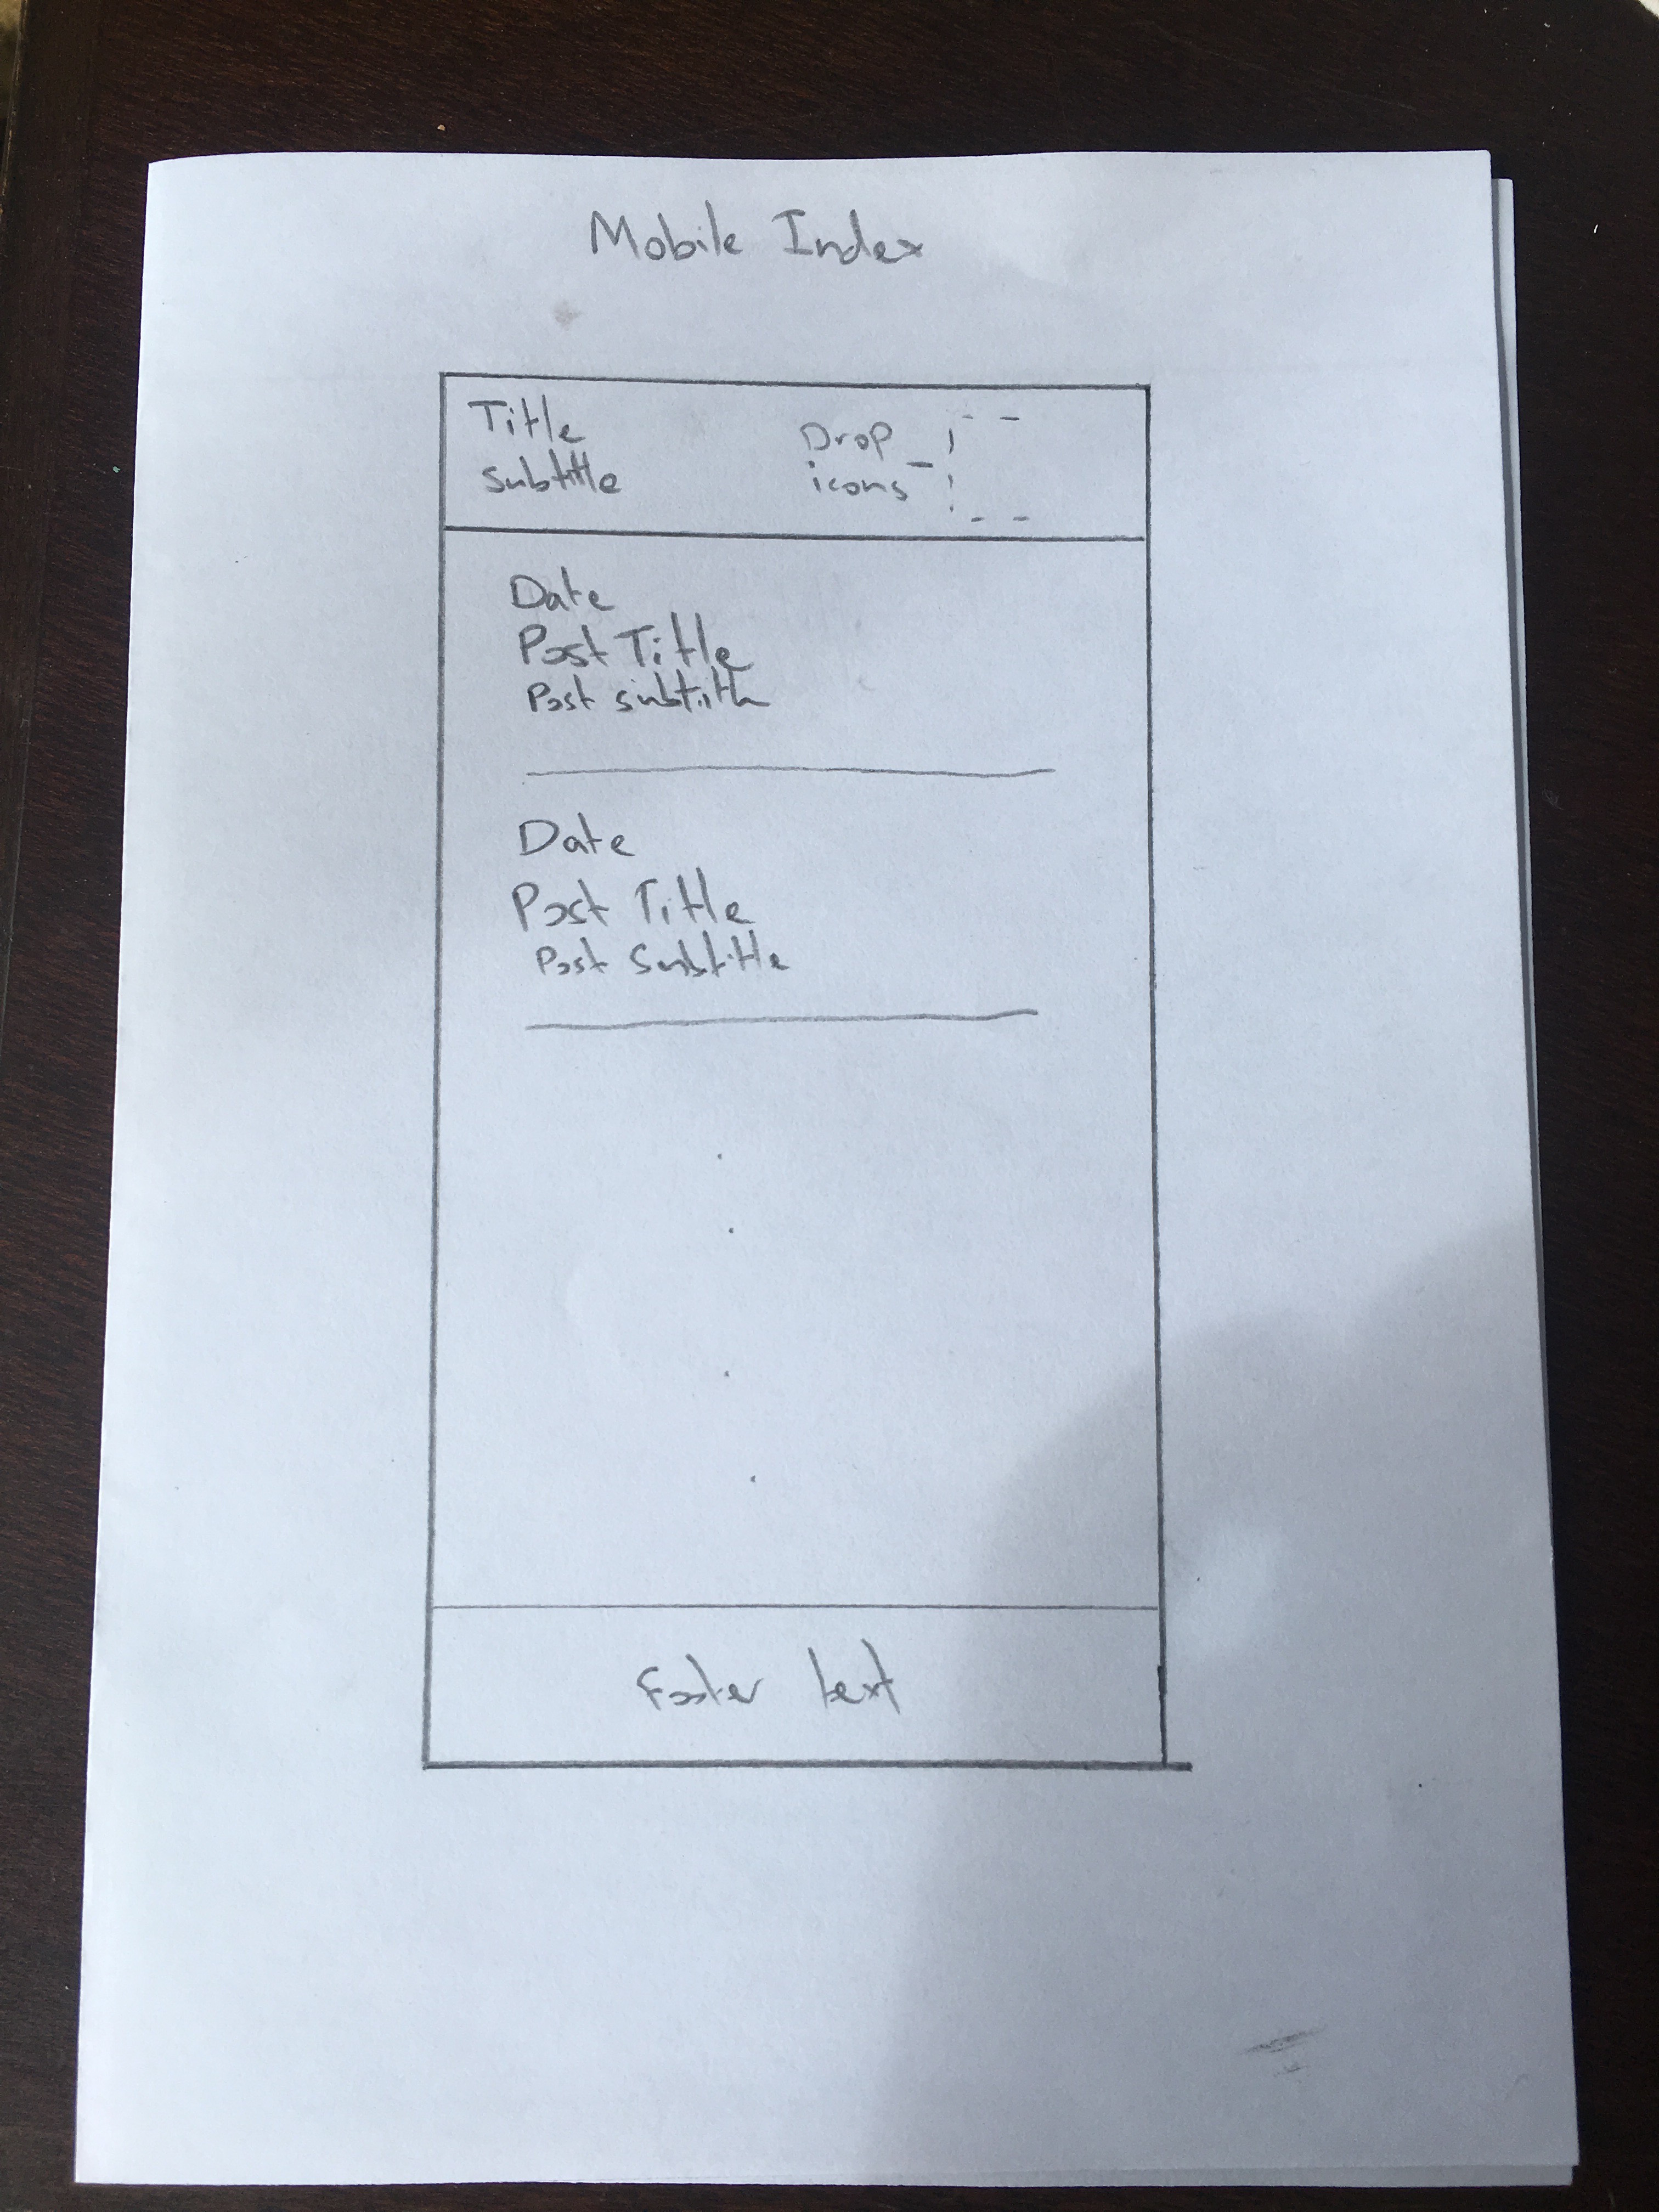 Mobile Index
Title
Subtitle
Drop
icons
Date
Post Title
Post subtitle
Date
Post Title
Post Subtitle
Footer text